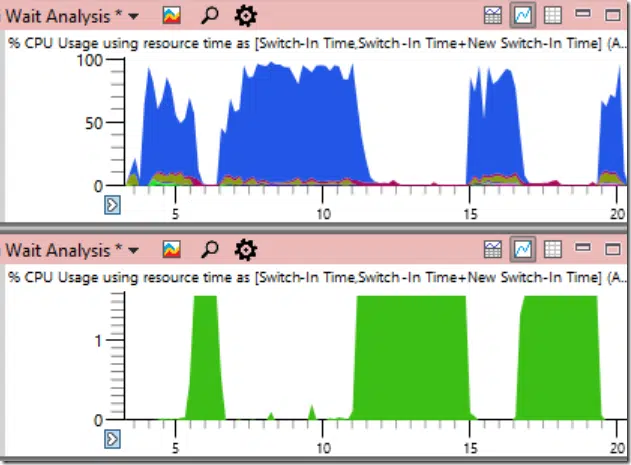 Wait Analysis *
% CPU Usage using resource time as [Switch-In Time,Switch-In Time+New Switch-In Time] (A...
100
50
0
5 10 15 20
Wait Analysis *
% CPU Usage using resource time as [Switch-In Time,Switch-In Time+New Switch-In Time] (A...
1
0
5 10 15 20